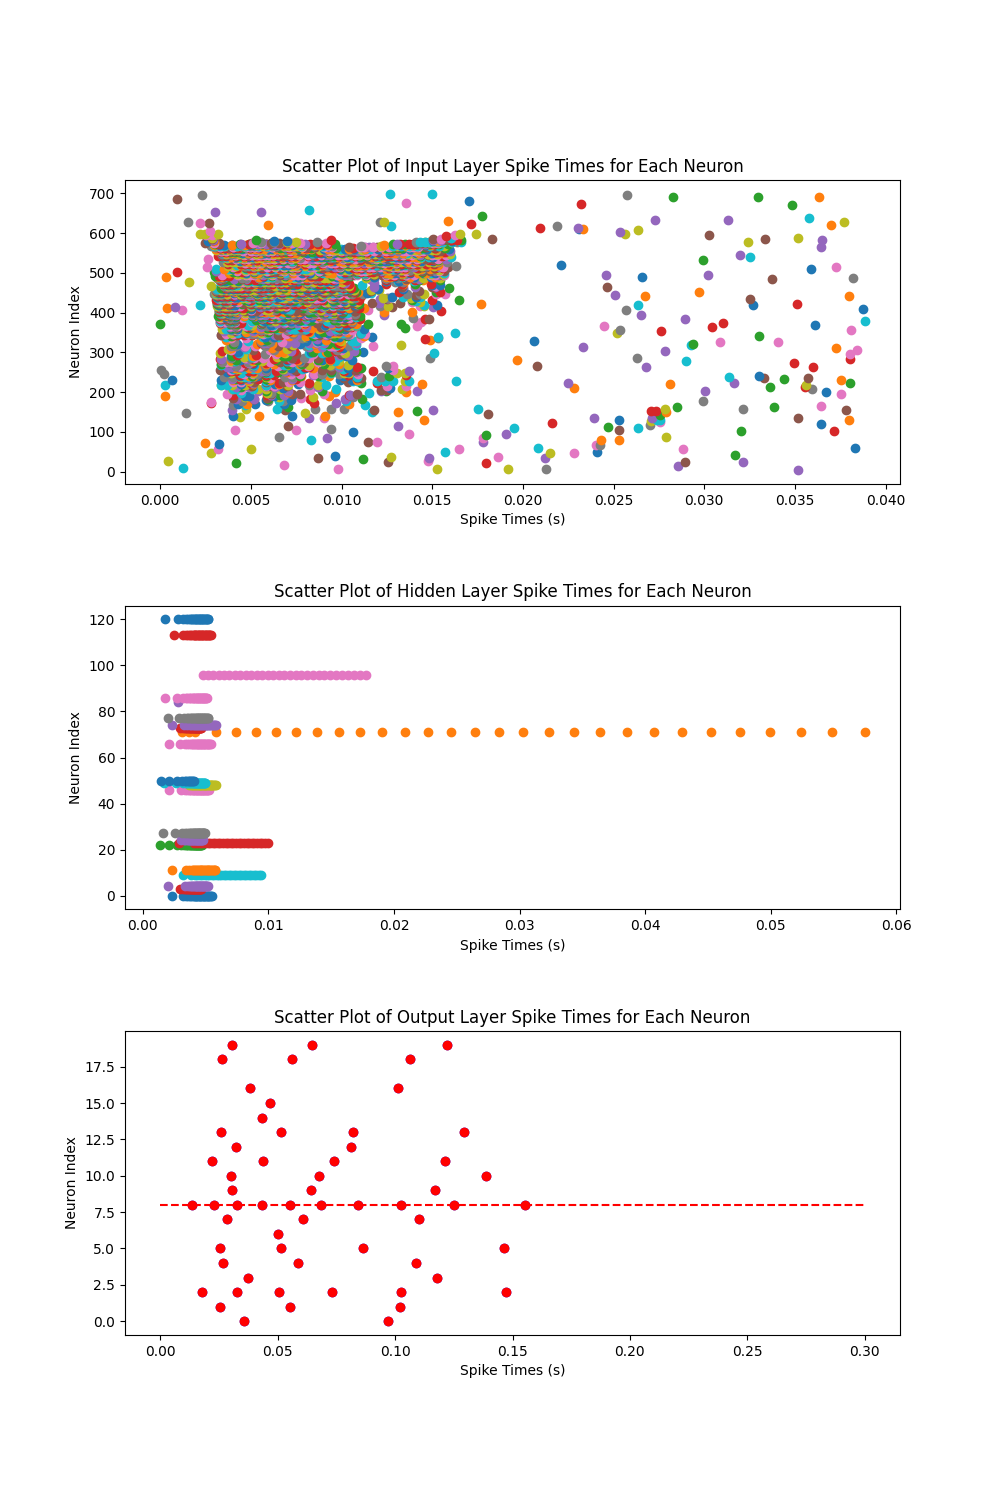 Scatter Plot of Input Layer Spike Times for Each Neuron
Neuron Index
700
600
500
400
300
200
100
0
0.000 0.005 0.010 0.015 0.020 0.025 0.030 0.035 0.040
Spike Times (s)
Scatter Plot of Hidden Layer Spike Times for Each Neuron
Neuron Index
120
100
80
60
40
20
0
0.00 0.01 0.02 0.03 0.04 0.05 0.06
Spike Times (s)
Scatter Plot of Output Layer Spike Times for Each Neuron
Neuron Index
17.5
15.0
12.5
10.0
7.5
5.0
2.5
0.0
0.00 0.05 0.10 0.15 0.20 0.25 0.30
Spike Times (s)